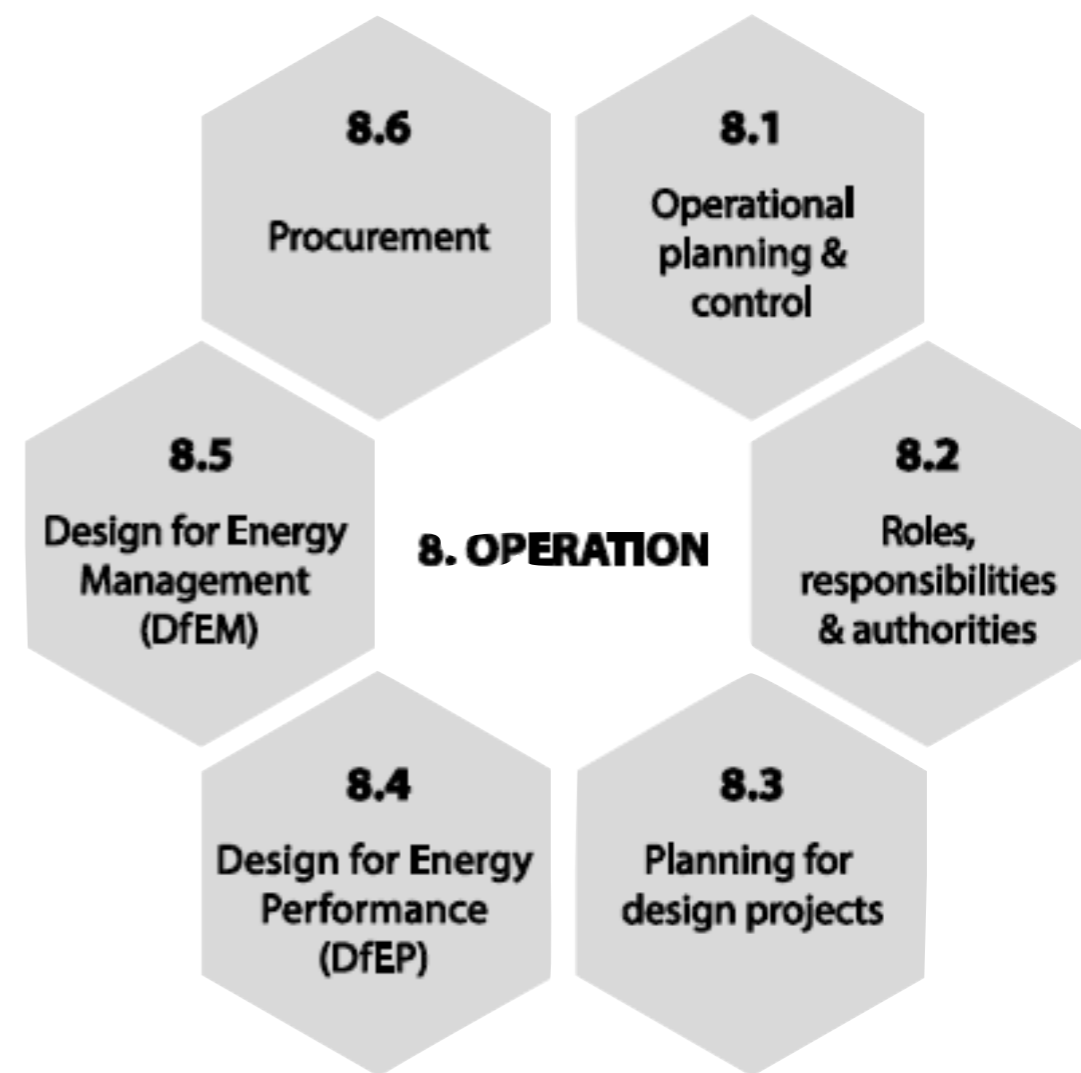 8.6
Procurement
8.1
Operational
planning &
control
8.5
Design for Energy
Management
(DfEM)
8. OPERATION
8.2
Roles,
responsibilities
& authorities
8.4
Design for Energy
Performance
(DfEP)
8.3
Planning for
design projects